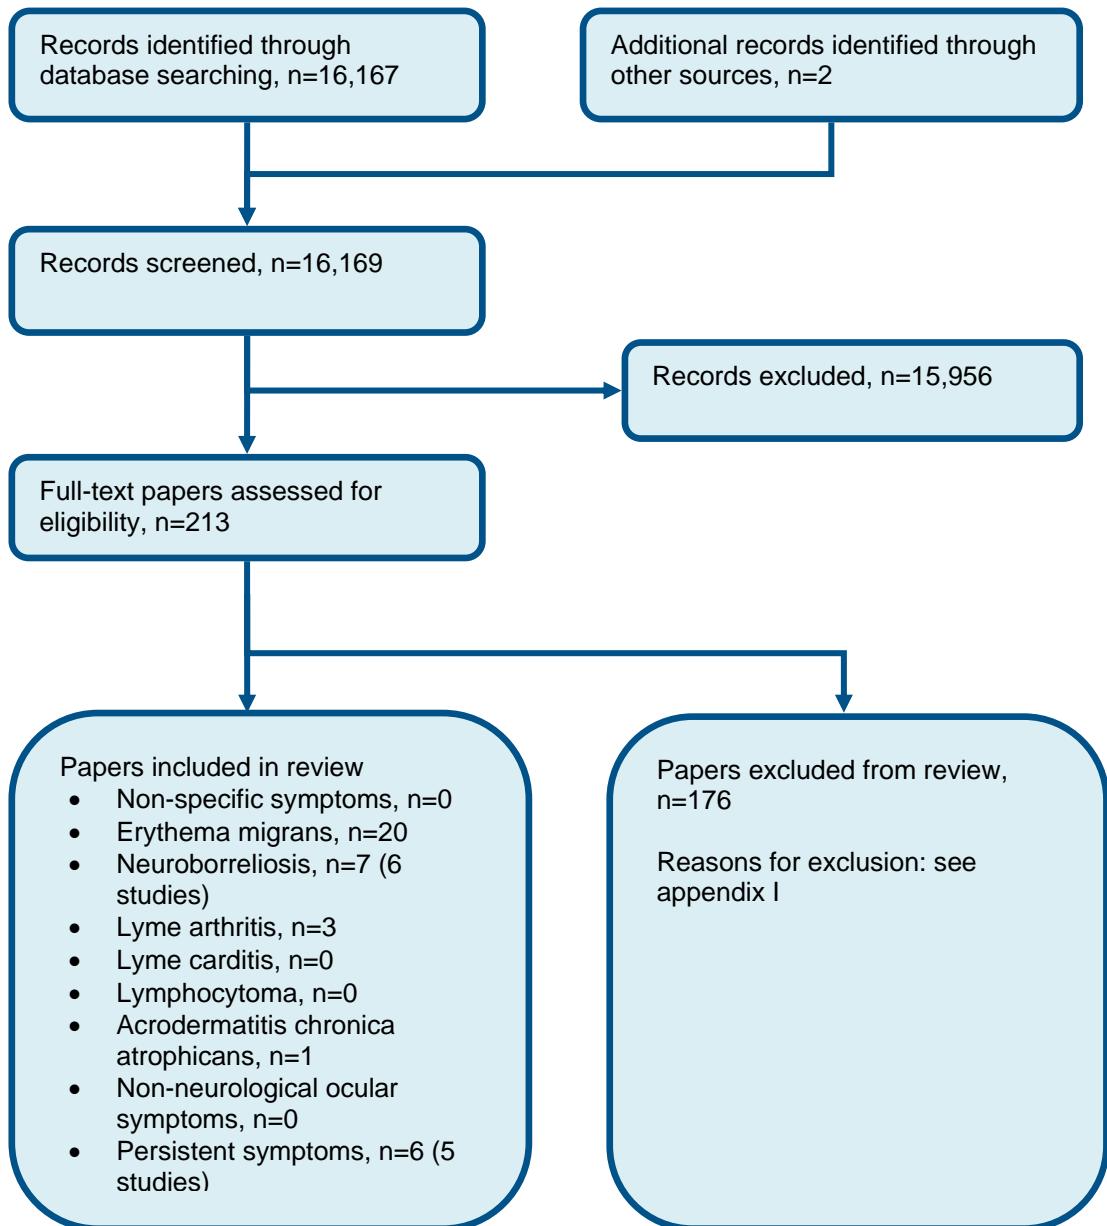 Records identified through
database searching, n=16,167
Additional records identified through
other sources, n=2
Records screened, n=16,169
Records excluded, n=15,956
Full-text papers assessed for
eligibility, n=213
Papers included in review
• Non-specific symptoms, n=0
• Erythema migrans, n=20
• Neuroborreliosis, n=7 (6
studies)
• Lyme arthritis, n=3
• Lyme carditis, n=0
• Lymphocytoma, n=0
• Acrodermatitis chronica
atrophicans, n=1
• Non-neurological ocular
symptoms, n=0
• Persistent symptoms, n=6 (5
studies)
Papers excluded from review,
n=176
Reasons for exclusion: see
appendix I